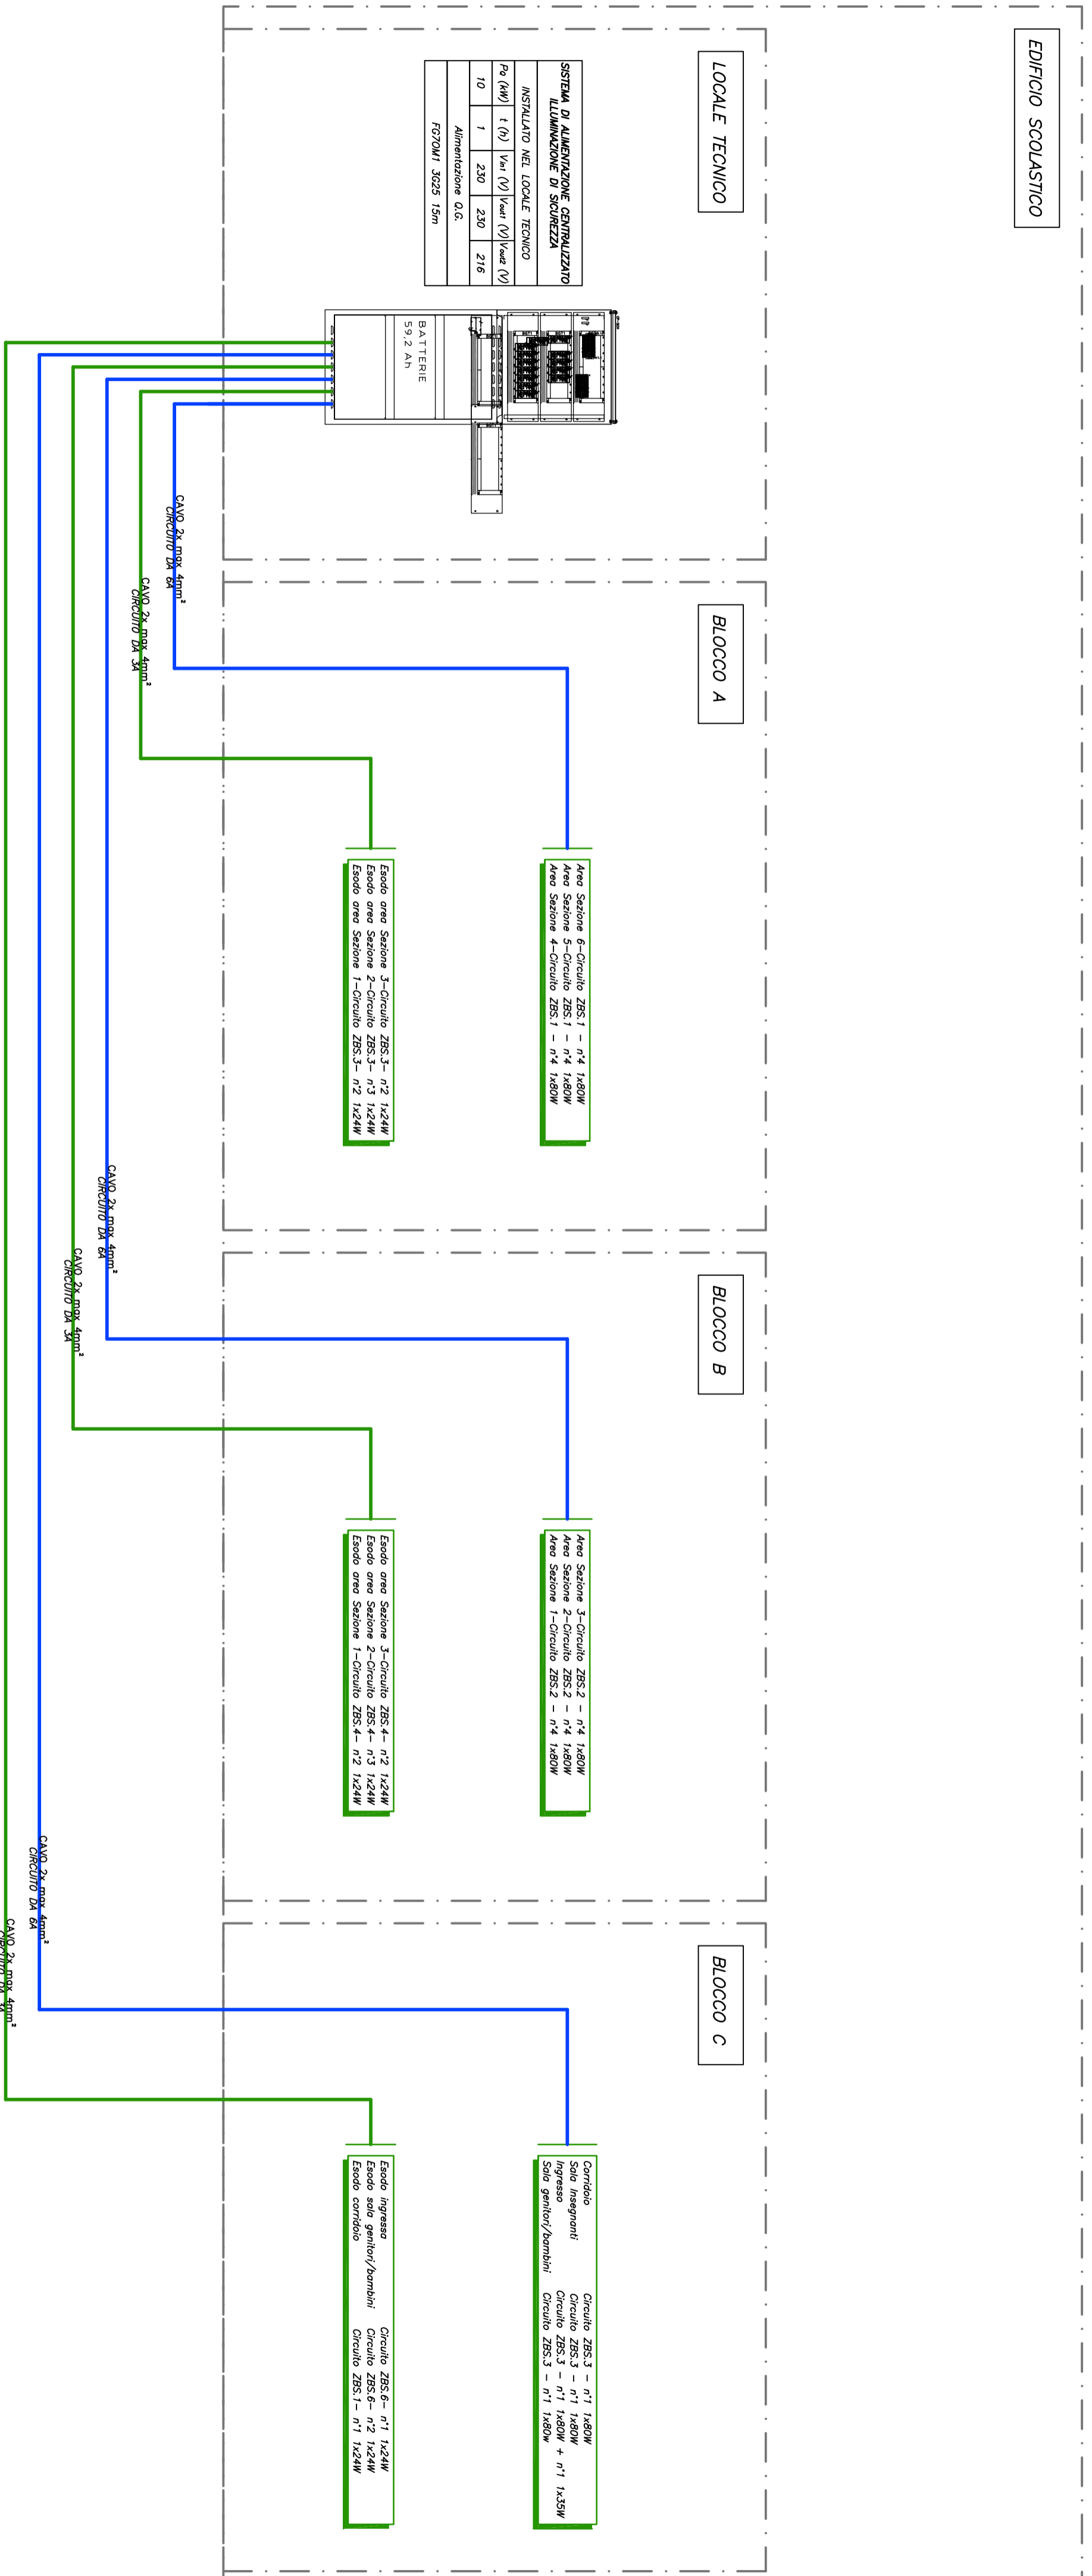 EDIFICIO SCOLASTICO
LOCALE TECNICO
SISTEMA DI ALIMENTAZIONE CENTRALIZZATO
ILLUMINAZIONE DI SICUREZZA
INSTALLATO NEL LOCALE TECNICO
Pa (kW) t (h) Vin1 (V) Vout1 (V) Vout2 (V)
10 1 230 230 216
Alimentazione Q.G.
FG7OM1 3G25 15m
BATTERIE
59,2 Ah
CAVO 2x max 4mm²
CIRCUITO DA 6A
CAVO 2x max 4mm²
CIRCUITO DA 3A
BLOCCO A
Area Sezione 6-Circuito ZBS.1 - n°4 1x80W
Area Sezione 5-Circuito ZBS.1 - n°4 1x80W
Area Sezione 4-Circuito ZBS.1 - n°4 1x80W
Esodo area Sezione 3-Circuito ZBS.3- n°2 1x24W
Esodo area Sezione 2-Circuito ZBS.3- n°3 1x24W
Esodo area Sezione 1-Circuito ZBS.3- n°2 1x24W
CAVO 2x max 4mm²
CIRCUITO DA 6A
CAVO 2x max 4mm²
CIRCUITO DA 3A
BLOCCO B
Area Sezione 3-Circuito ZBS.2 - n°4 1x80W
Area Sezione 2-Circuito ZBS.2 - n°4 1x80W
Area Sezione 1-Circuito ZBS.2 - n°4 1x80W
Esodo area Sezione 3-Circuito ZBS.4- n°2 1x24W
Esodo area Sezione 2-Circuito ZBS.4- n°3 1x24W
Esodo area Sezione 1-Circuito ZBS.4- n°2 1x24W
CAVO 2x max 4mm²
CIRCUITO DA 6A
CAVO 2x max 4mm²
CIRCUITO DA 3A
BLOCCO C
Corridoio Circuito ZBS.3 - n°1 1x80W
Sala Insegnanti Circuito ZBS.3 - n°1 1x80W
Ingresso Circuito ZBS.3 - n°1 1x80W + n°1 1x35W
Sala genitori/bambini Circuito ZBS.3 - n°1 1x80w
Esodo ingressa Circuito ZBS.6- n°1 1x24W
Esodo sala genitori/bambini Circuito ZBS.6- n°2 1x24W
Esodo corridoio Circuito ZBS.1- n°1 1x24W